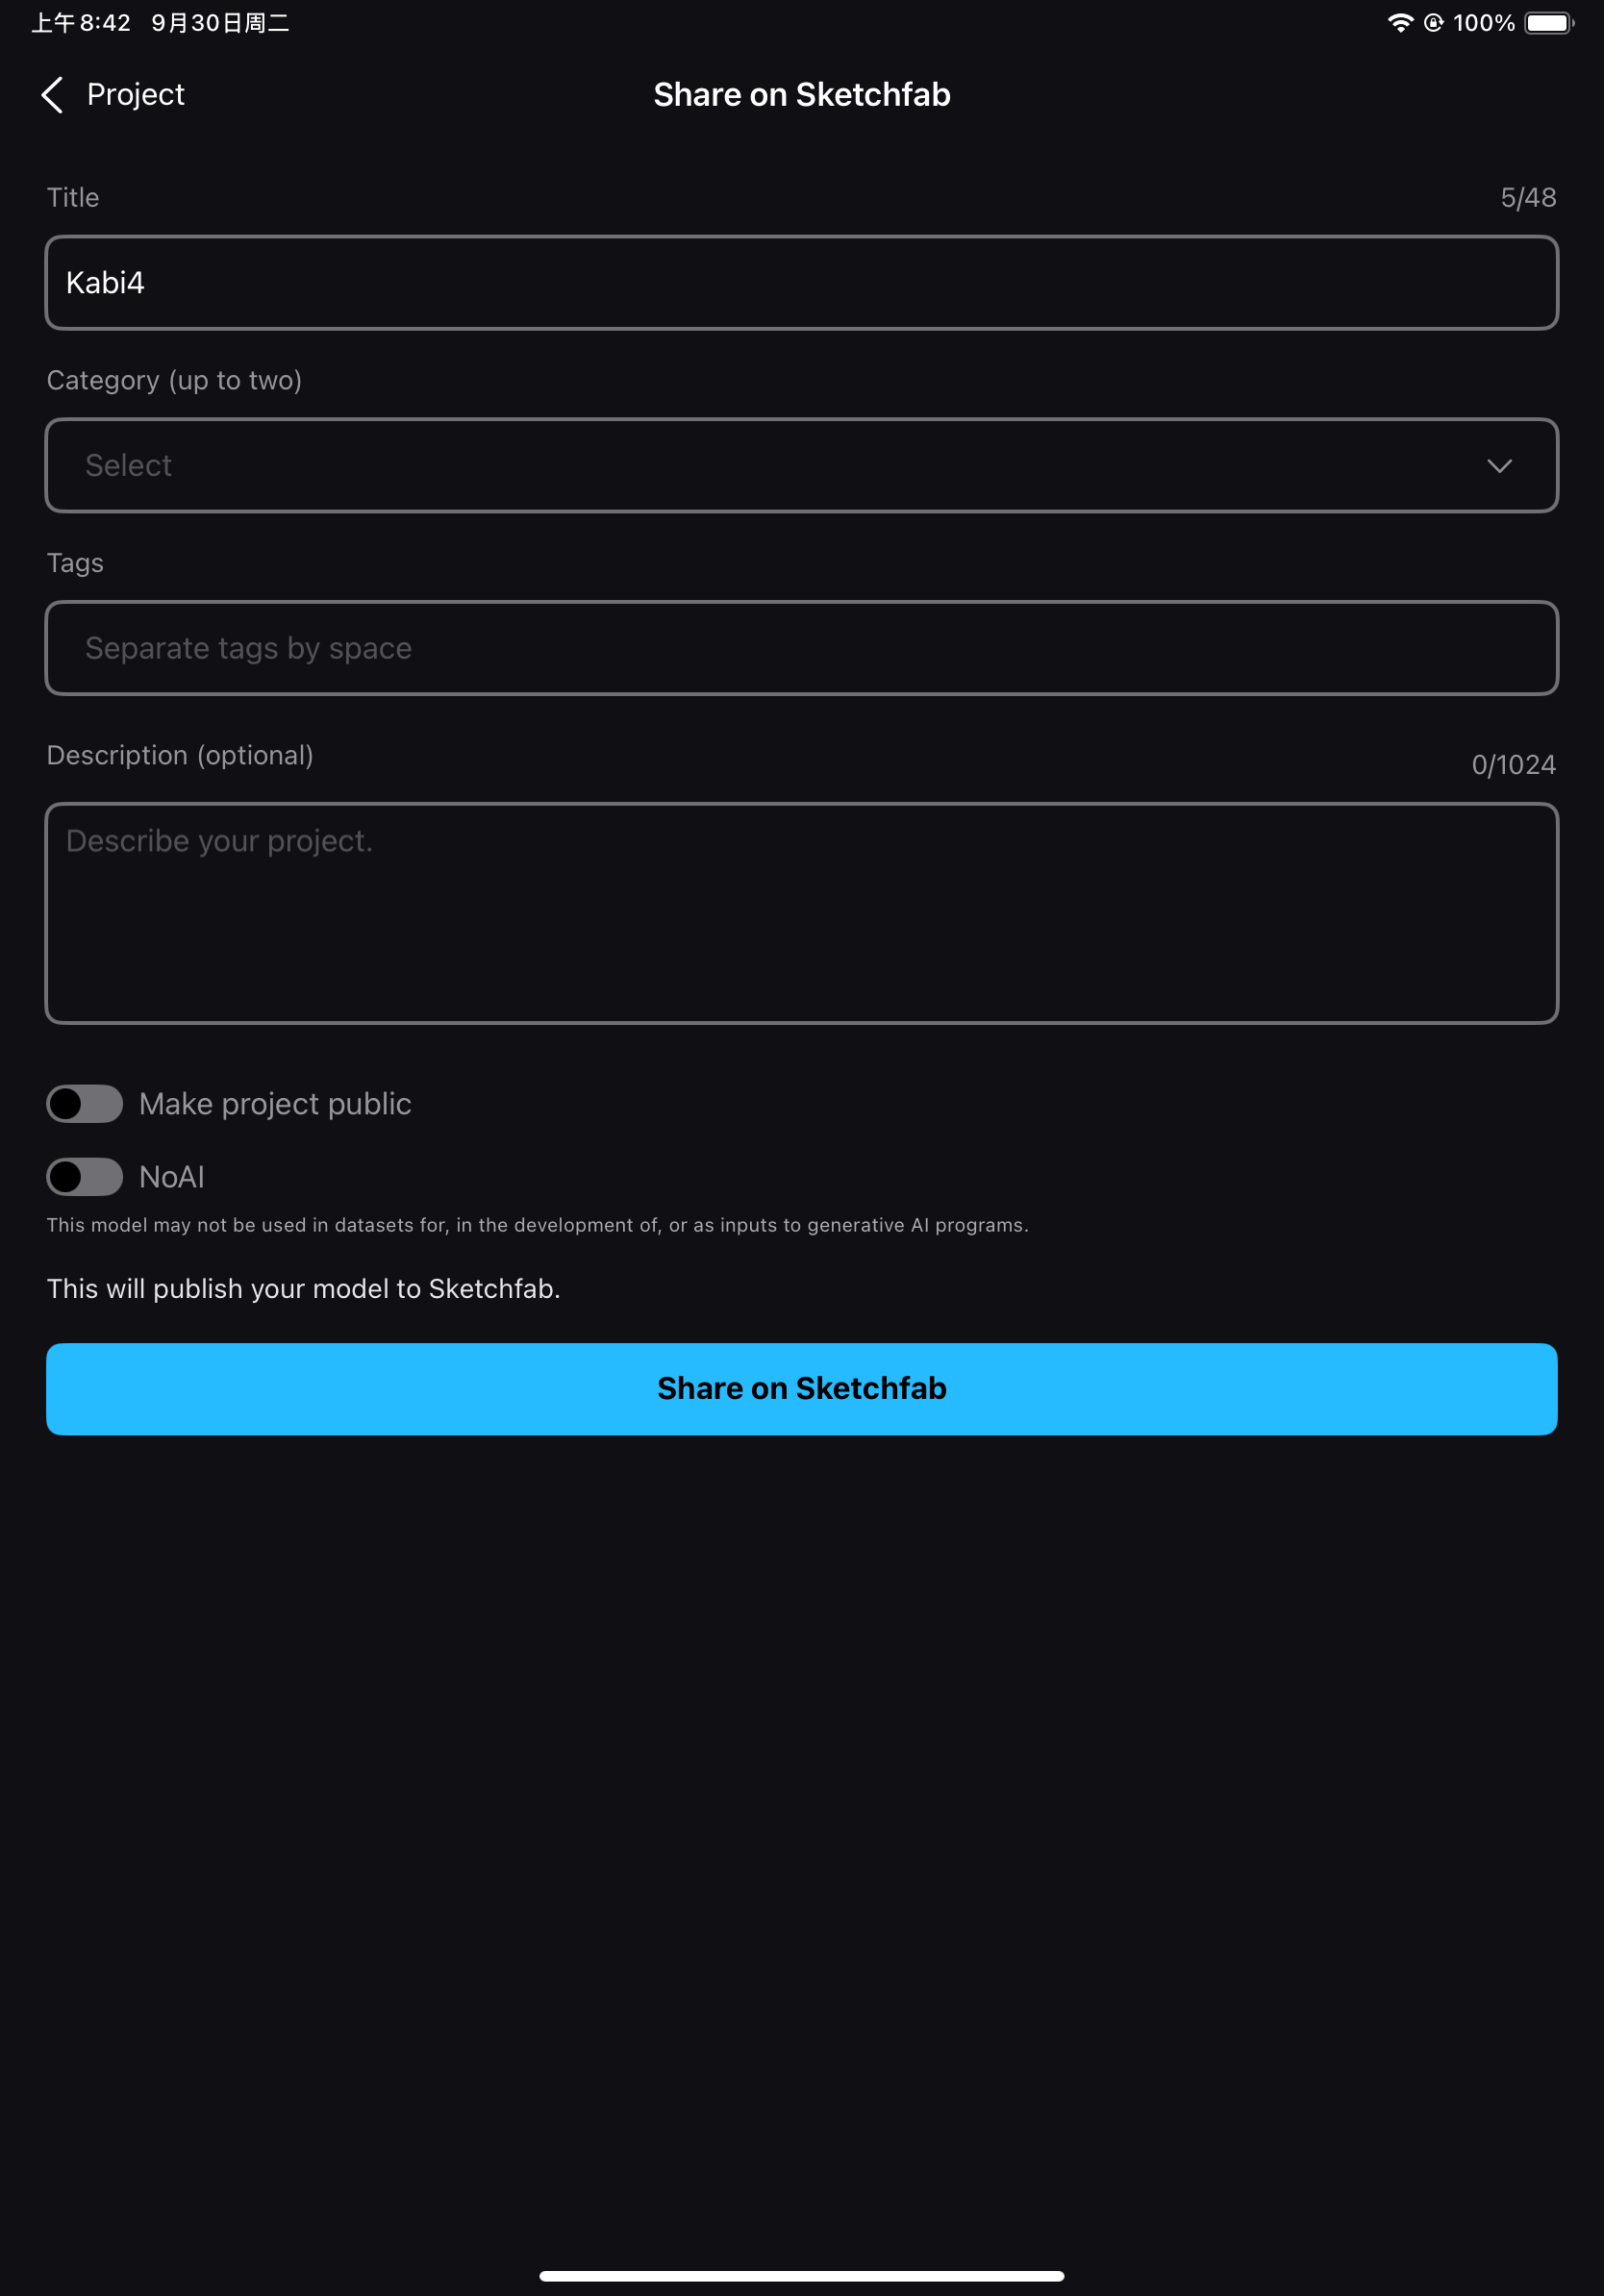 上午8:42 9月30日周二 100%
Project Share on Sketchfab
Title 5/48
Kabi4
Category (up to two)
Select
Tags
Separate tags by space
Description (optional) 0/1024
Describe your project.
Make project public
NoAI
This model may not be used in datasets for, in the development of, or as inputs to generative AI programs.
This will publish your model to Sketchfab.
Share on Sketchfab